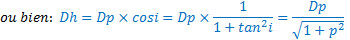 ou bien: Dh = Dp × cosi = Dp × 1/(1 + tan²i) = Dp/√(1 + p²)